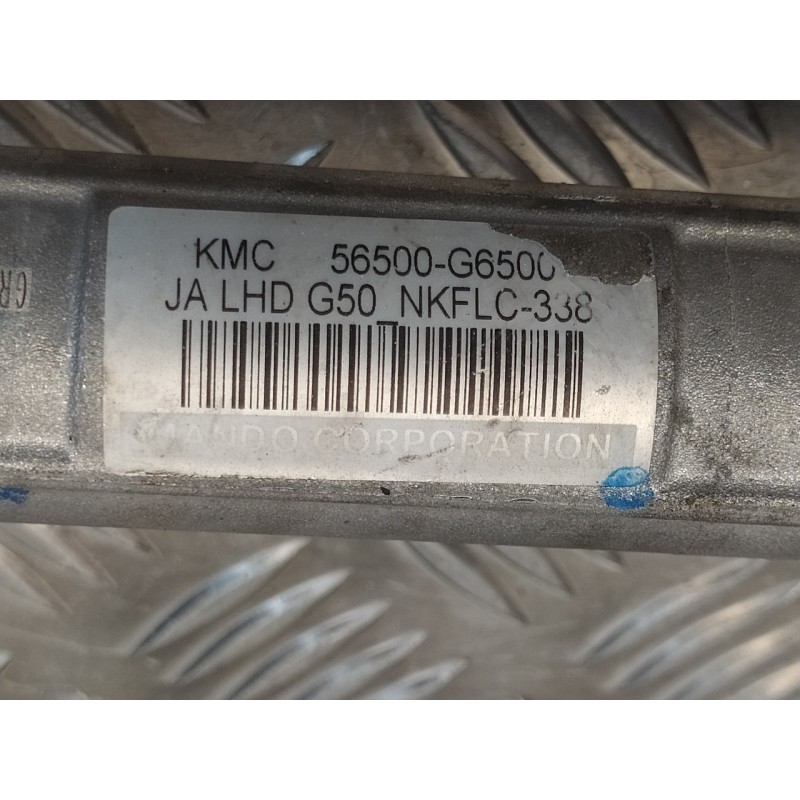 KMC 56500-G6500
JA LHD G50_NKFLC-338
MANDO CORPORATION